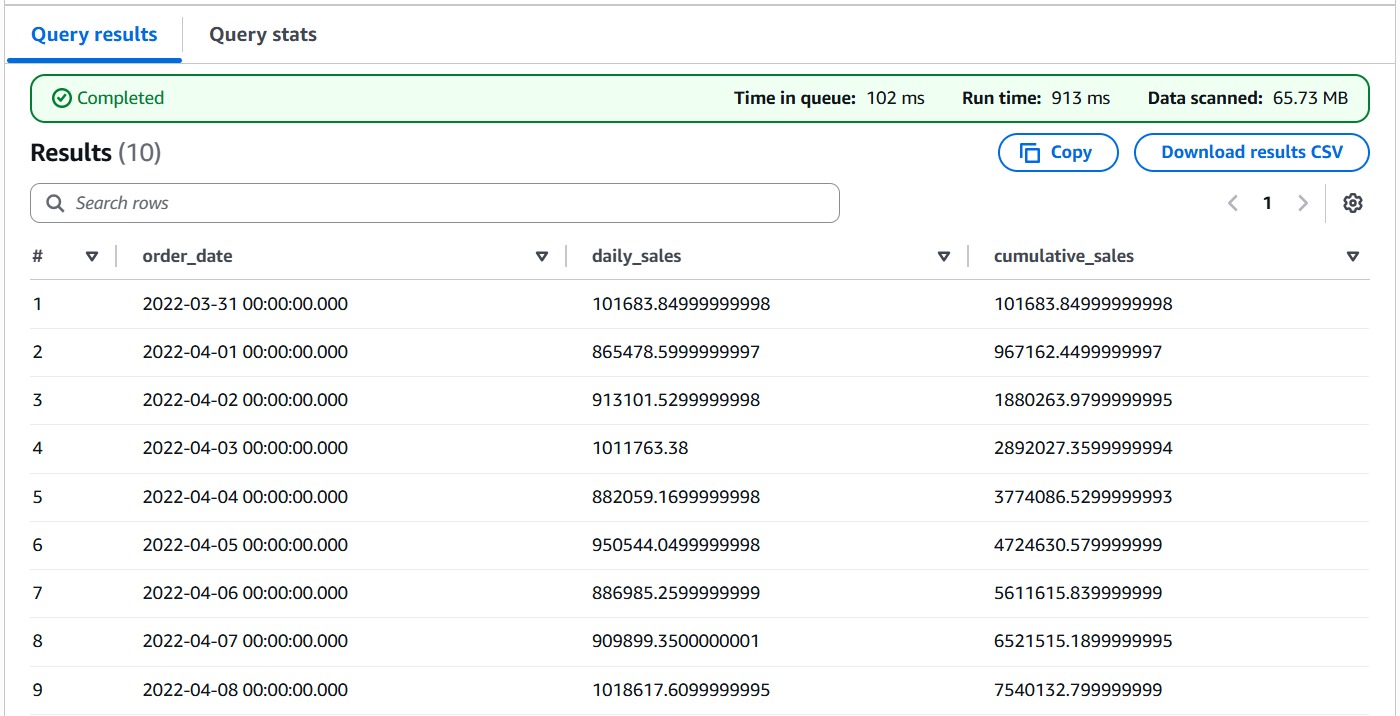 Query results Query stats
Completed Time in queue: 102 ms Run time: 913 ms Data scanned: 65.73 MB
Results (10) Copy Download results CSV
Search rows 1
# order_date daily_sales cumulative_sales
1 2022-03-31 00:00:00.000 101683.84999999998 101683.84999999998
2 2022-04-01 00:00:00.000 865478.5999999997 967162.4499999997
3 2022-04-02 00:00:00.000 913101.5299999998 1880263.9799999995
4 2022-04-03 00:00:00.000 1011763.38 2892027.3599999994
5 2022-04-04 00:00:00.000 882059.1699999998 3774086.5299999993
6 2022-04-05 00:00:00.000 950544.0499999998 4724630.579999999
7 2022-04-06 00:00:00.000 886985.2599999999 5611615.839999999
8 2022-04-07 00:00:00.000 909899.3500000001 6521515.1899999995
9 2022-04-08 00:00:00.000 1018617.6099999995 7540132.799999999